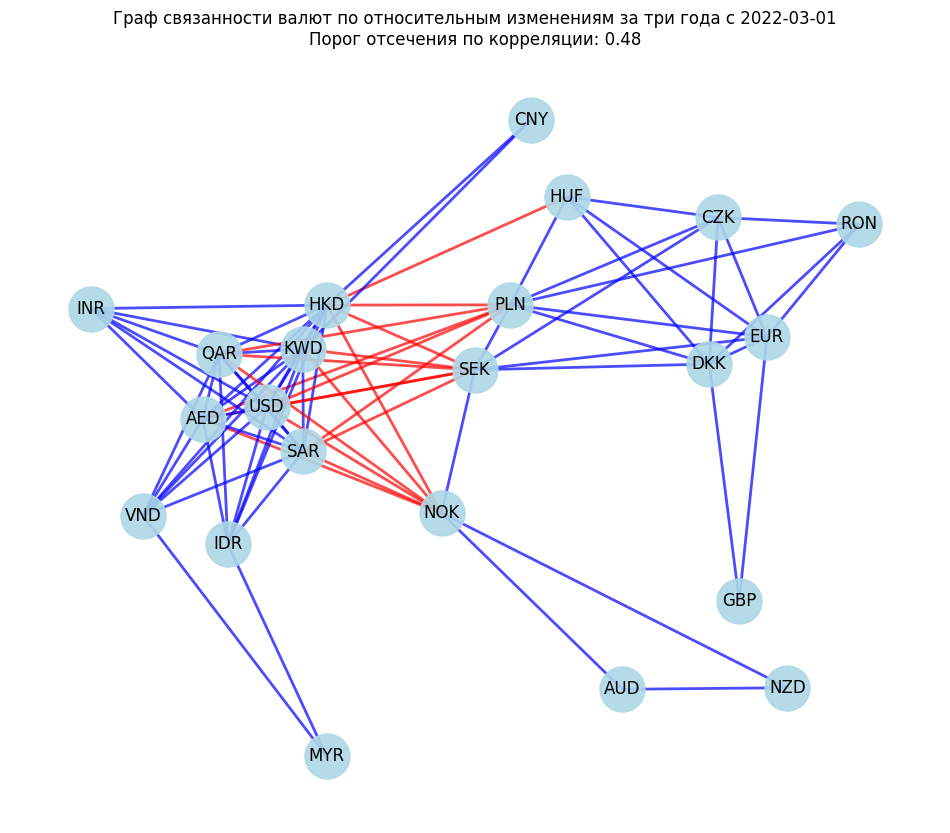 Граф связанности валют по относительным изменениям за три года с 2022-03-01
Порог отсечения по корреляции: 0.48
CNY
HUF
CZK
RON
INR
HKD
PLN
QAR
KWD
EUR
SEK
DKK
AED
USD
SAR
VND
NOK
IDR
GBP
AUD
NZD
MYR